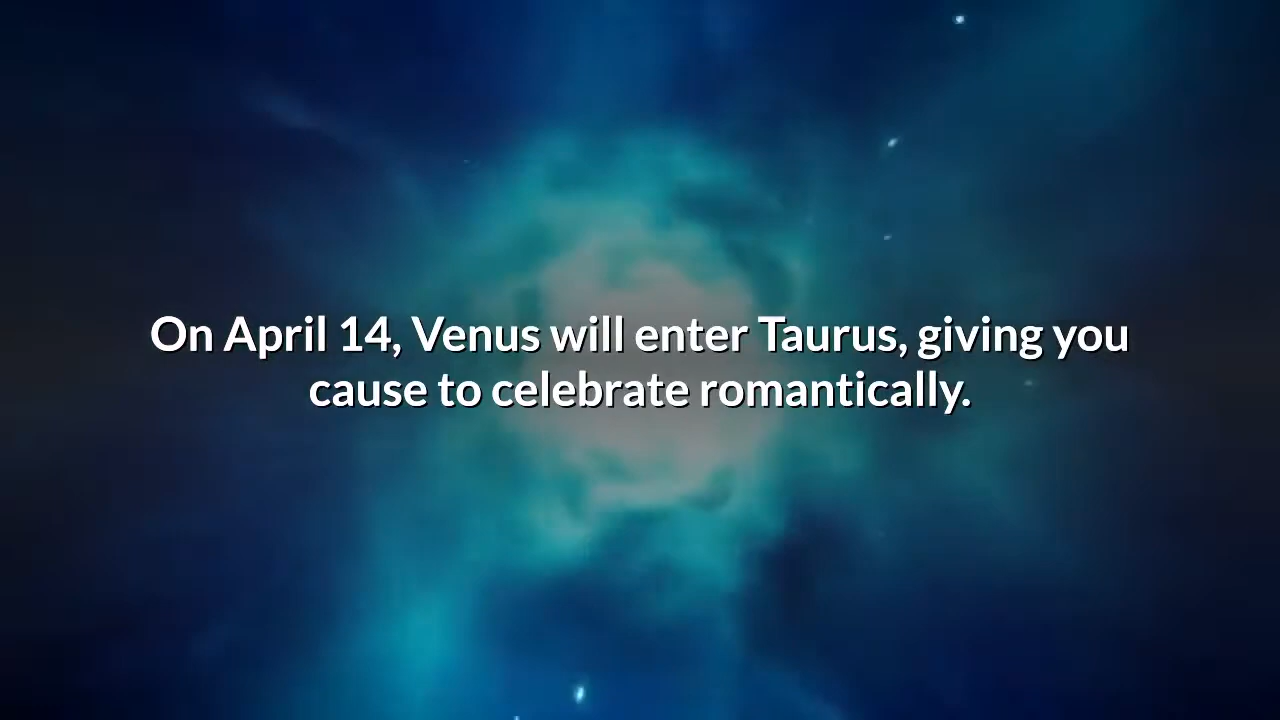 On April 14, Venus will enter Taurus, giving you
cause to celebrate romantically.